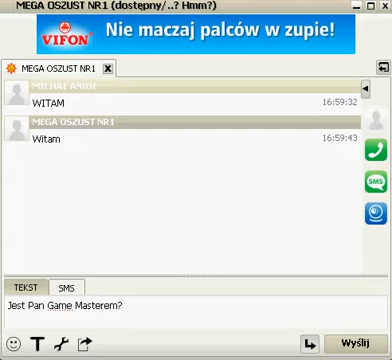 MEGA OSZUST NR1 (dostępny/..? Hmm?)
VIFON
Nie maczaj palców w zupie!
MEGA OSZUST NR1
WITAM 16:59:32
MEGA OSZUST NR1
Witam 16:59:43
SMS
TEKST SMS
Jest Pan Game Masterem?
Wyślij